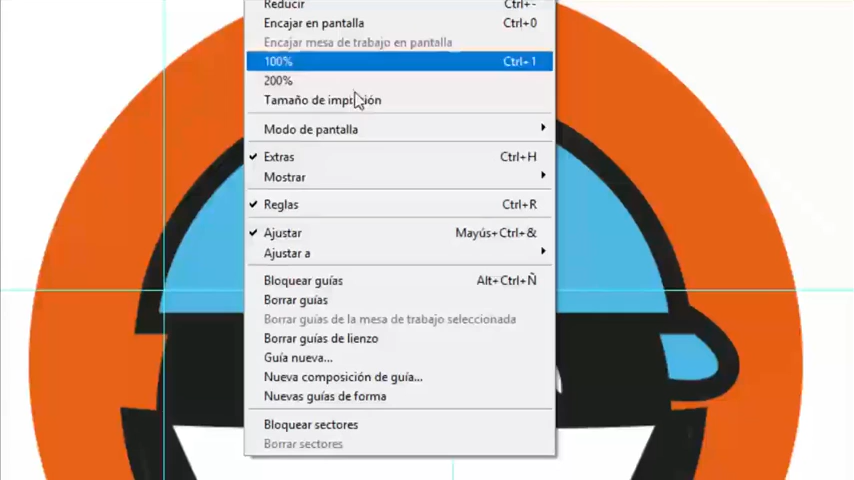 Reducir Ctrl+-
Encajar en pantalla Ctrl+0
Encajar mesa de trabajo en pantalla
100% Ctrl+1
200%
Tamaño de impresión
Modo de pantalla
Extras Ctrl+H
Mostrar
Reglas Ctrl+R
Ajustar Mayús+Ctrl+&
Ajustar a
Bloquear guías Alt+Ctrl+Ñ
Borrar guías
Borrar guías de la mesa de trabajo seleccionada
Borrar guías de lienzo
Guía nueva...
Nueva composición de guía...
Nuevas guías de forma
Bloquear sectores
Borrar sectores